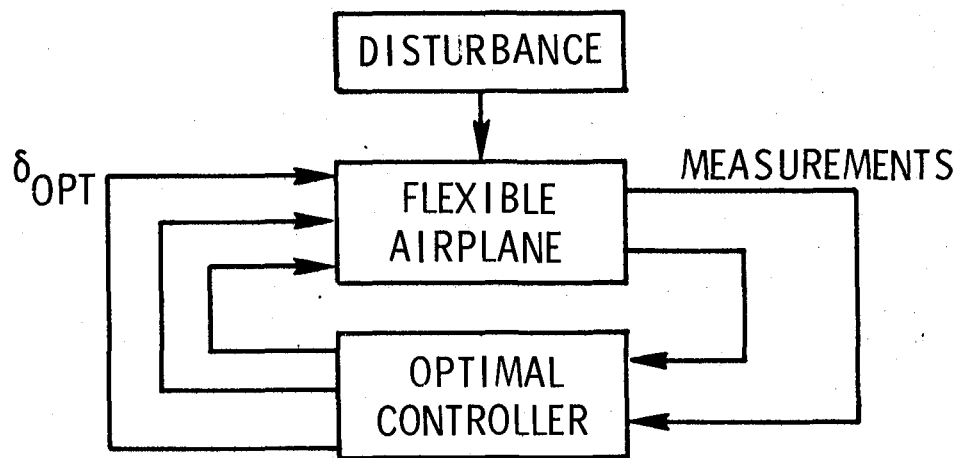 DISTURBANCE
δOPT
MEASUREMENTS
FLEXIBLE
AIRPLANE
OPTIMAL
CONTROLLER